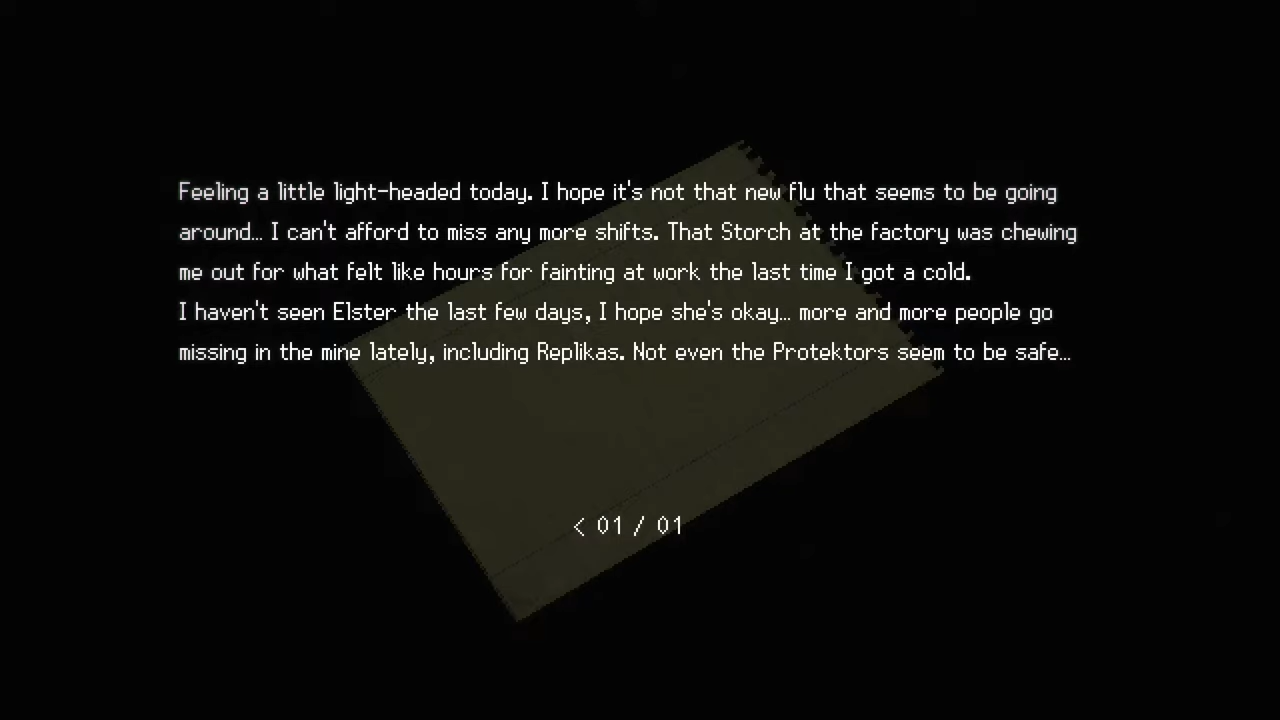 Feeling a little light-headed today. I hope it's not that new flu that seems to be going
around... I can't afford to miss any more shifts. That Storch at the factory was chewing
me out for what felt like hours for fainting at work the last time I got a cold.
I haven't seen Elster the last few days, I hope she's okay... more and more people go
missing in the mine lately, including Replikas. Not even the Protektors seem to be safe...
< 01 / 01